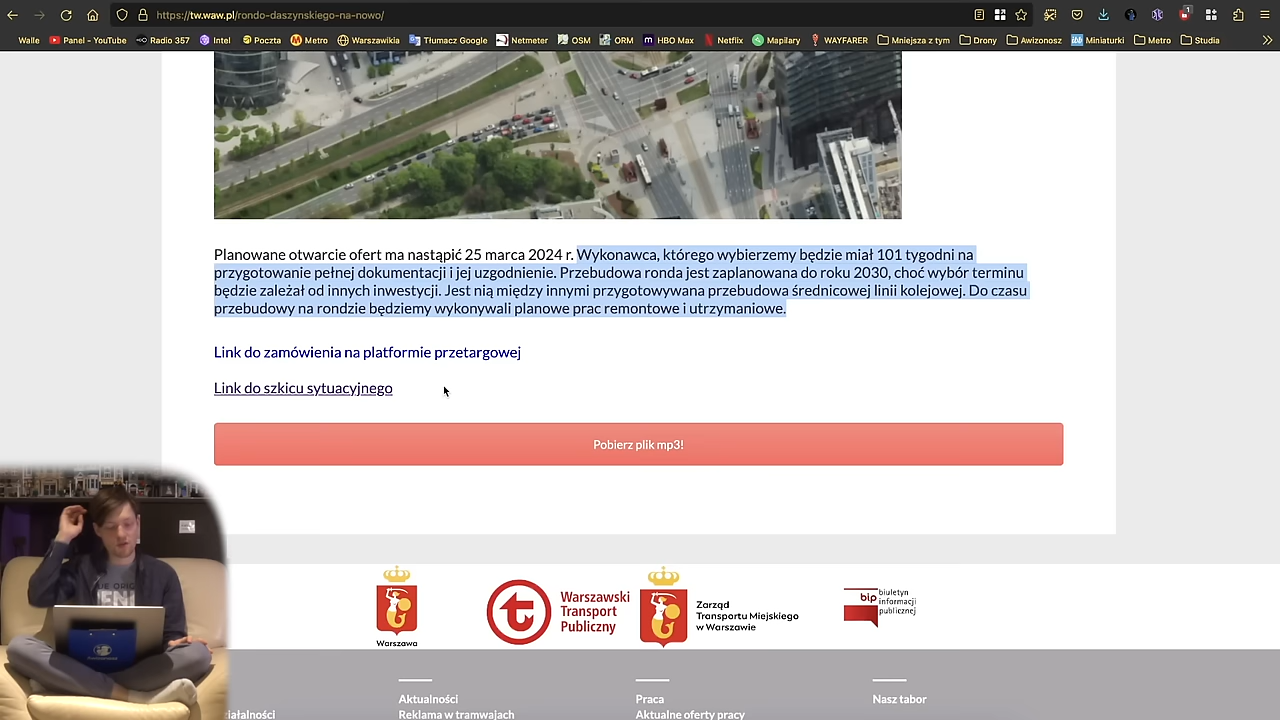 https://tw.waw.pl/rondo-daszynskiego-na-nowo/
Walle Panel - YouTube Radio 357 Intel Poczta Metro Warszawikia Tłumacz Google Netmeter OSM ORM HBO Max Netflix Mapilary WAYFARER Mniejsza z tym Drony Awizonosz Miniaturki Metro Studia
Planowane otwarcie ofert ma nastąpić 25 marca 2024 r. Wykonawca, którego wybierzemy będzie miał 101 tygodni na
przygotowanie pełnej dokumentacji i jej uzgodnienie. Przebudowa ronda jest zaplanowana do roku 2030, choć wybór terminu
będzie zależał od innych inwestycji. Jest nią między innymi przygotowywana przebudowa średnicowej linii kolejowej. Do czasu
przebudowy na rondzie będziemy wykonywali planowe prac remontowe i utrzymaniowe.
Link do zamówienia na platformie przetargowej
Link do szkicu sytuacyjnego
Pobierz plik mp3!
Warszawa
Warszawski
Transport
Publiczny
Zarząd
Transportu Miejskiego
w Warszawie
bip
biuletyn
informacji
publicznej
Aktualności
Praca
Nasz tabor
Reklama w tramwajach
Aktualne oferty pracy